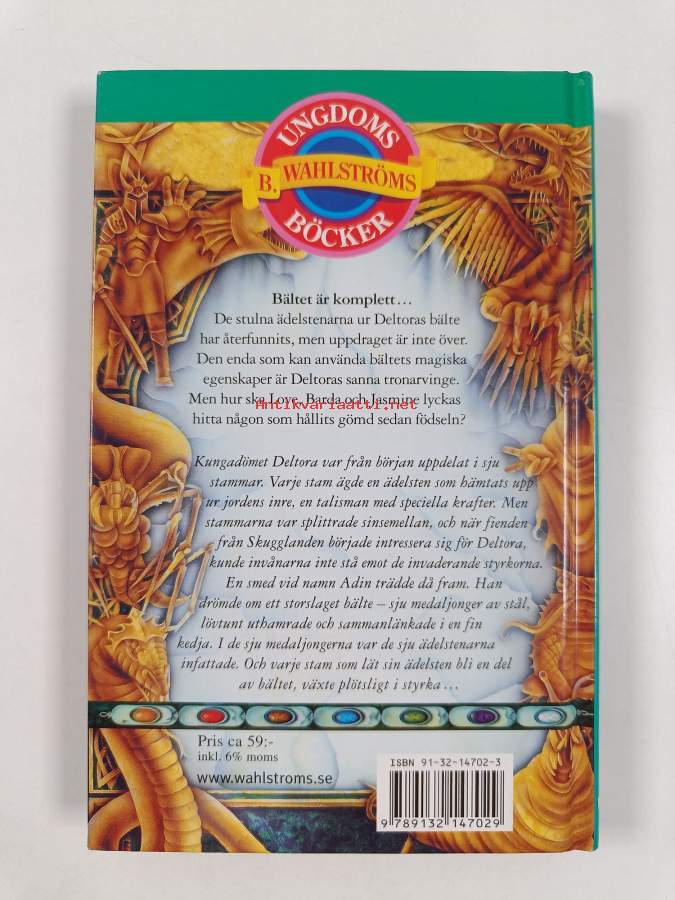 UNGDOMS
B. WAHLSTRÖMS
BÖCKER
Bältet är komplett...
De stulna ädelstenarna ur Deltoras bälte
har återfunnits, men uppdraget är inte över.
Den enda som kan använda bältets magiska
egenskaper är Deltoras sanna tronarvinge.
Men hur ska Love, Barda och Jasmine lyckas
Antikvariaatti.net
hitta någon som hållits gömd sedan födseln?
Kungadömet Deltora var från början uppdelat i sju
stammar. Varje stam ägde en ädelsten som hämtats upp
ur jordens inre, en talisman med speciella krafter. Men
stammarna var splittrade sinsemellan, och när fienden
från Skugglanden började intressera sig för Deltora,
kunde invånarna inte stå emot de invaderande styrkorna.
En smed vid namn Adin trädde då fram. Han
drömde om ett storslaget bälte – sju medaljonger av stål,
lövtunt uthamrade och sammanlänkade i en fin
kedja. I de sju medaljongerna var de sju ädelstenarna
infattade. Och varje stam som lät sin ädelsten bli en del
av bältet, växte plötsligt i styrka...
Pris ca 59:-
inkl. 6% moms
www.wahlstroms.se
ISBN 91-32-14702-3
9 789132 147029